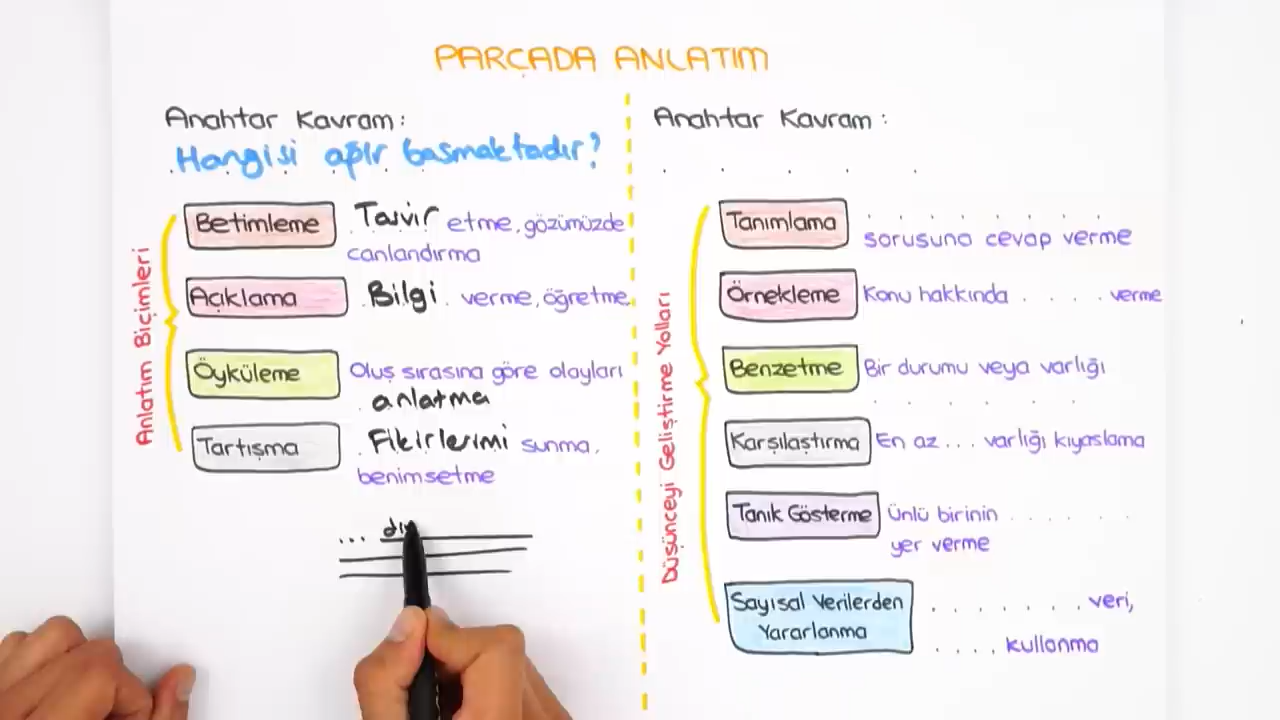 PARÇADA ANLATIM
Anahtar Kavram:
Hangisi ağır basmaktadır?
Anlatım Biçimleri
Betimleme
Tasvir etme, gözümüzde
canlandırma
Açıklama
Bilgi verme, öğretme
Öyküleme
Oluş sırasına göre olayları
anlatma
Tartışma
Fikirlerimi sunma,
benimsetme
...
Anahtar Kavram:
. . . .
Düşünceyi Geliştirme Yolları
Tanımlama
. . . . . . .
sorusuna cevap verme
Örnekleme
Konu hakkında . . . . verme
Benzetme
Bir durumu veya varlığı
. . . . . .
Karşılaştırma
En az ... varlığı kıyaslama
Tanık Gösterme
Ünlü birinin . . . . . .
yer verme
Sayısal Verilerden
Yararlanma
. . . . . . . veri,
. . . . kullanma